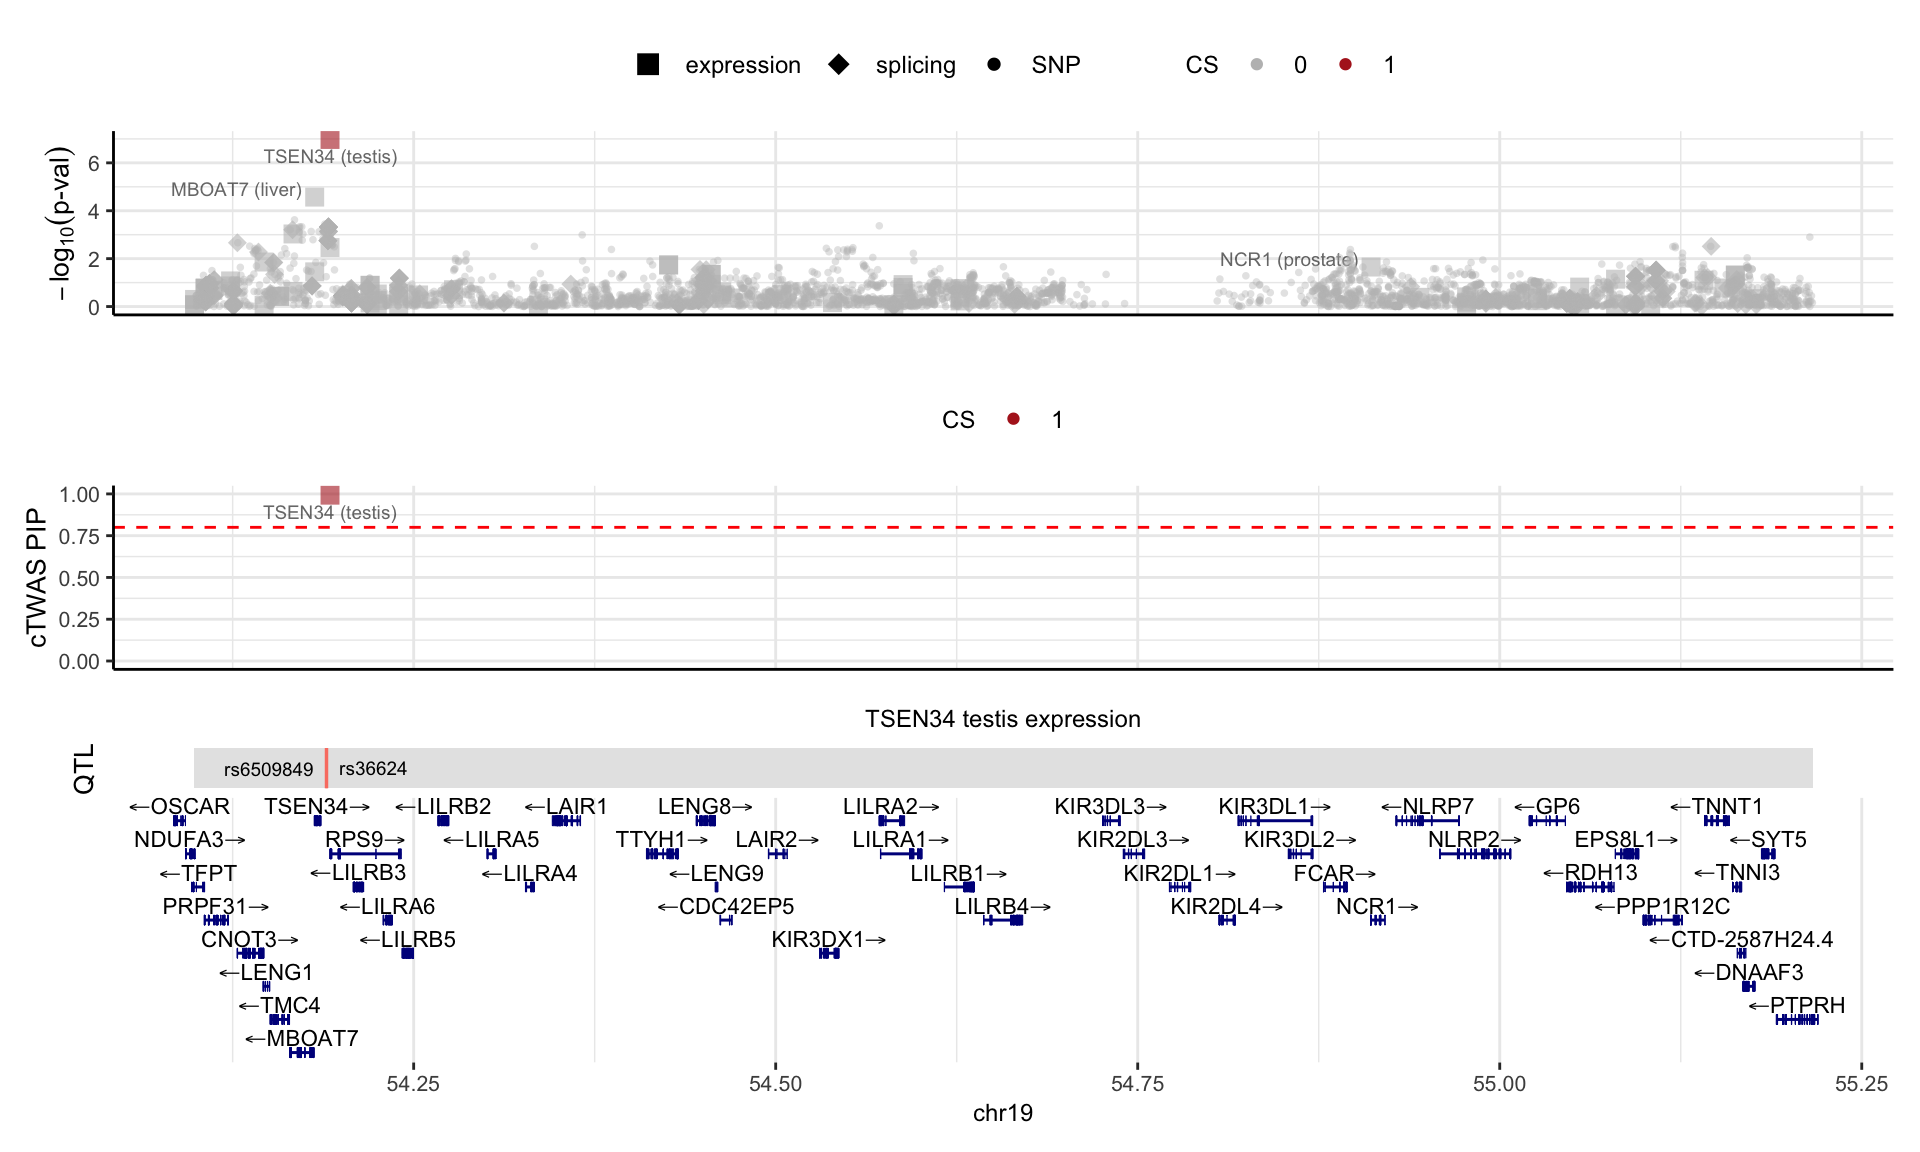 expression splicing SNP CS 0 1
−log10(p-val)
6
4
2
0
TSEN34 (testis)
MBOAT7 (liver)
NCR1 (prostate)
CS 1
cTWAS PIP
1.00
0.75
0.50
0.25
0.00
TSEN34 (testis)
TSEN34 testis expression
QTL
rs6509849 rs36624
←OSCAR TSEN34→ ←LILRB2 ←LAIR1 LENG8→ LILRA2→ KIR3DL3→ KIR3DL1→ ←NLRP7 ←GP6 ←TNNT1
NDUFA3→ RPS9→ ←LILRA5 TTYH1→ LAIR2→ LILRA1→ KIR2DL3→ KIR3DL2→ NLRP2→ EPS8L1→ ←SYT5
←TFPT ←LILRB3 ←LILRA4 ←LENG9 LILRB1→ KIR2DL1→ FCAR→ ←RDH13 ←TNNI3
PRPF31→ ←LILRA6 ←CDC42EP5 LILRB4→ KIR2DL4→ NCR1→ ←PPP1R12C
CNOT3→ ←LILRB5 KIR3DX1→ ←CTD-2587H24.4
←LENG1 ←DNAAF3
←TMC4 ←PTPRH
←MBOAT7
54.25 54.50 54.75 55.00 55.25
chr19